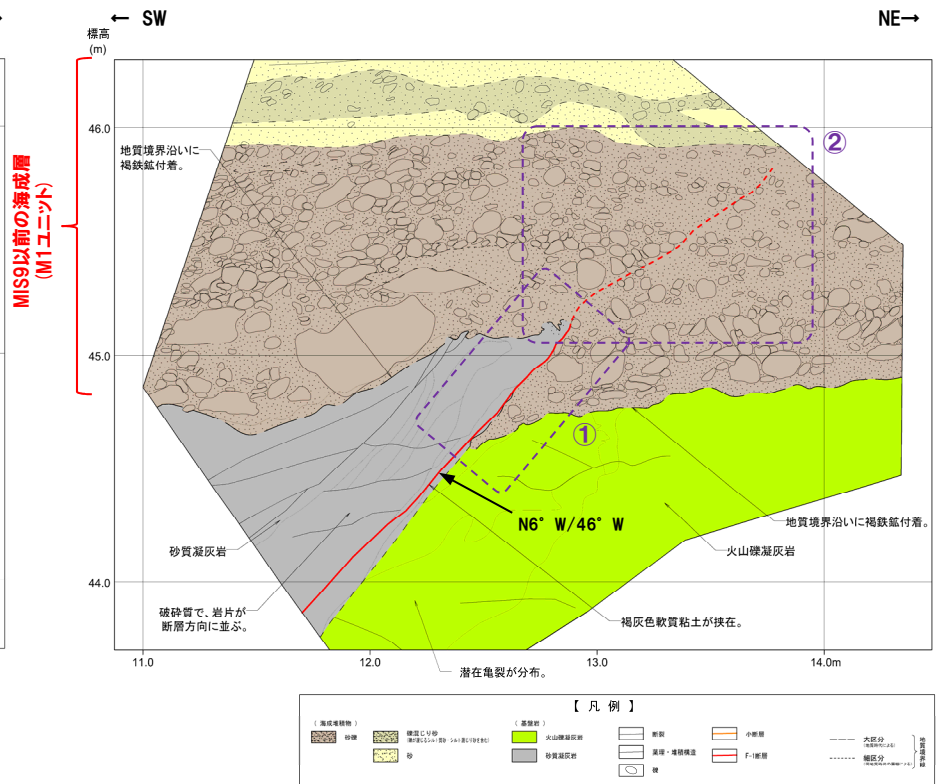 ← SW
NE→
標高
(m)
46.0
45.0
44.0
11.0
12.0
13.0
14.0m
MIS9以前の海成層
(M1ユニット)
地質境界沿いに
褐鉄鉱付着。
②
①
N6°W/46°W
砂質凝灰岩
破砕質で、岩片が
断層方向に並ぶ。
地質境界沿いに褐鉄鉱付着。
火山礫凝灰岩
褐灰色軟質粘土が挟在。
潜在亀裂が分布。
【 凡 例 】
( 海成堆積物 )
砂礫
礫混じり砂
砂
( 基盤岩 )
火山礫凝灰岩
砂質凝灰岩
断裂
葉理・堆積構造
礫
小断層
F-1断層
大区分
細区分
地質境界線